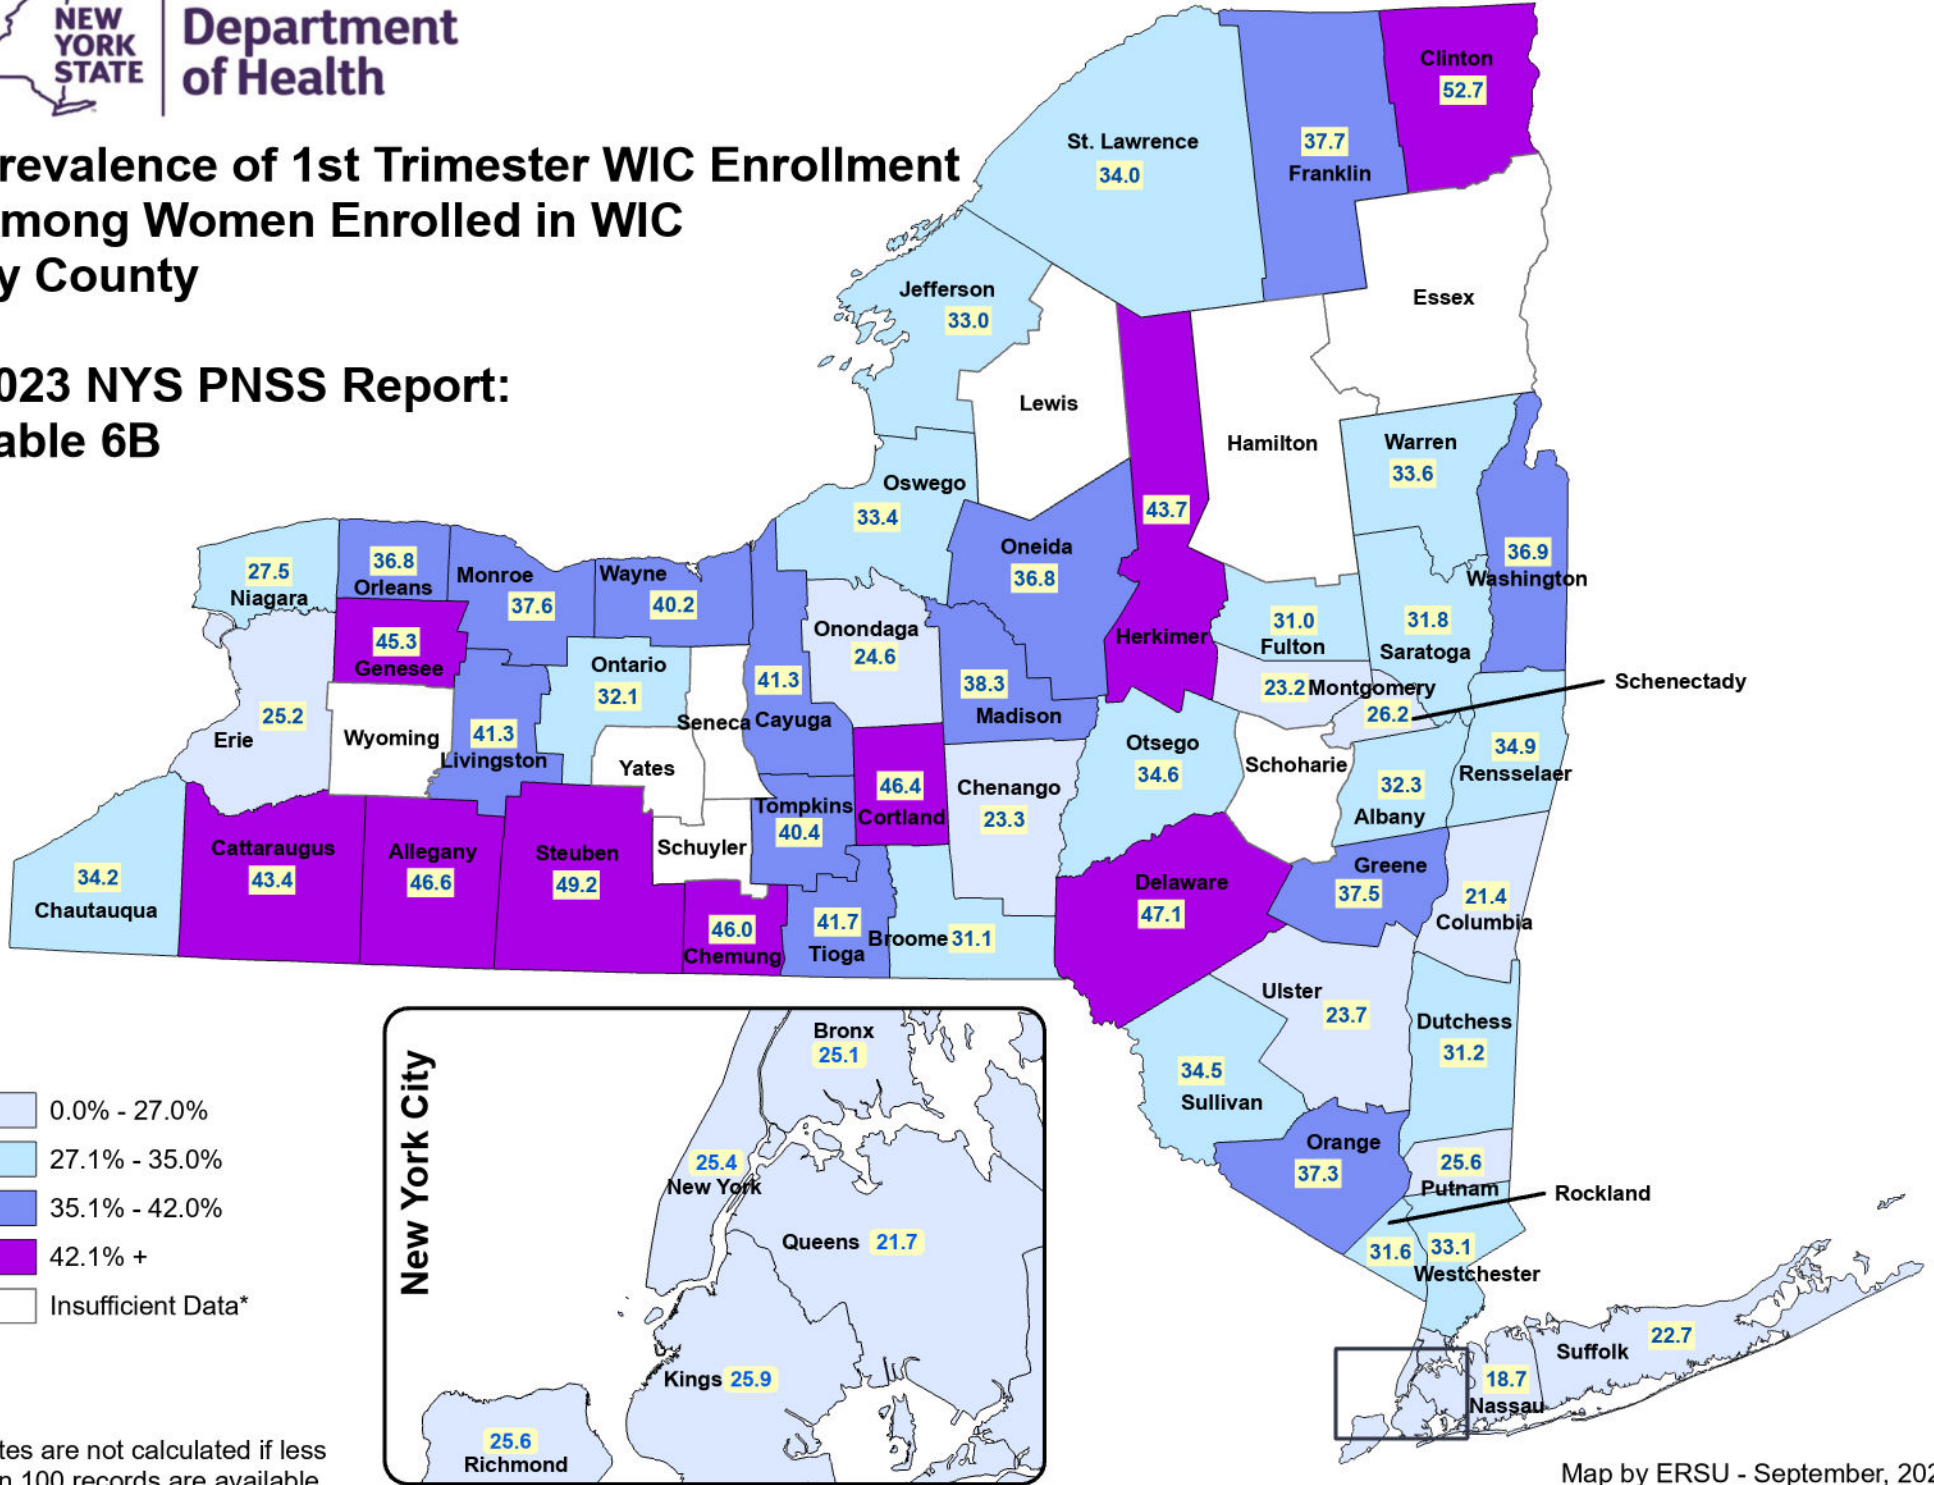 NEW
YORK
STATE
Department
of Health
revalence of 1st Trimester WIC Enrollment
mong Women Enrolled in WIC
y County
023 NYS PNSS Report:
able 6B
Clinton
52.7
St. Lawrence
34.0
37.7
Franklin
Essex
Jefferson
33.0
Lewis
Hamilton
Warren
33.6
Oswego
33.4
43.7
Herkimer
Oneida
36.8
36.9
Washington
27.5
Niagara
36.8
Orleans
Monroe
37.6
Wayne
40.2
45.3
Genesee
Ontario
32.1
Onondaga
24.6
31.0
Fulton
31.8
Saratoga
Schenectady
25.2
Erie
Wyoming
41.3
Livingston
Seneca
41.3
Cayuga
38.3
Madison
23.2 Montgomery
26.2
Yates
Otsego
34.6
Schoharie
34.9
Rensselaer
Tompkins
40.4
46.4
Cortland
Chenango
23.3
32.3
Albany
34.2
Chautauqua
Cattaraugus
43.4
Allegany
46.6
Steuben
49.2
Schuyler
46.0
Chemung
41.7
Tioga
Broome 31.1
Delaware
47.1
Greene
37.5
21.4
Columbia
Ulster
23.7
Dutchess
31.2
34.5
Sullivan
Orange
37.3
25.6
Putnam
Rockland
31.6
33.1
Westchester
Suffolk
22.7
18.7
Nassau
New York City
Bronx
25.1
25.4
New York
Queens 21.7
Kings 25.9
25.6
Richmond
0.0% - 27.0%
27.1% - 35.0%
35.1% - 42.0%
42.1% +
Insufficient Data*
tes are not calculated if less
n 100 records are available
Map by ERSU - September, 202